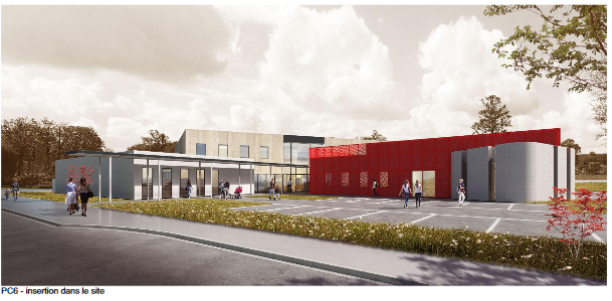 PC6 - insertion dans le site